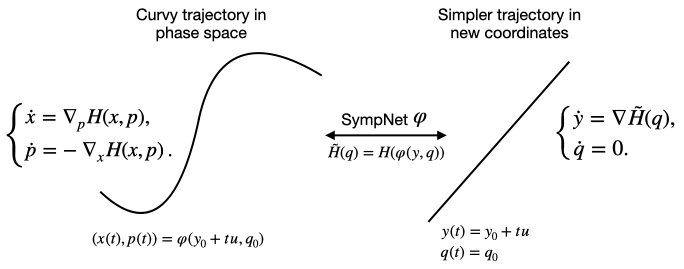 Curvy trajectory in
phase space
Simpler trajectory in
new coordinates
ẋ = ∇ₚH(x, p),
ṗ = − ∇ₓH(x, p) .
SympNet φ
H̃(q) = H(φ(y, q))
ẏ = ∇H̃(q),
q̇ = 0.
(x(t), p(t)) = φ(y₀ + tu, q₀)
y(t) = y₀ + tu
q(t) = q₀